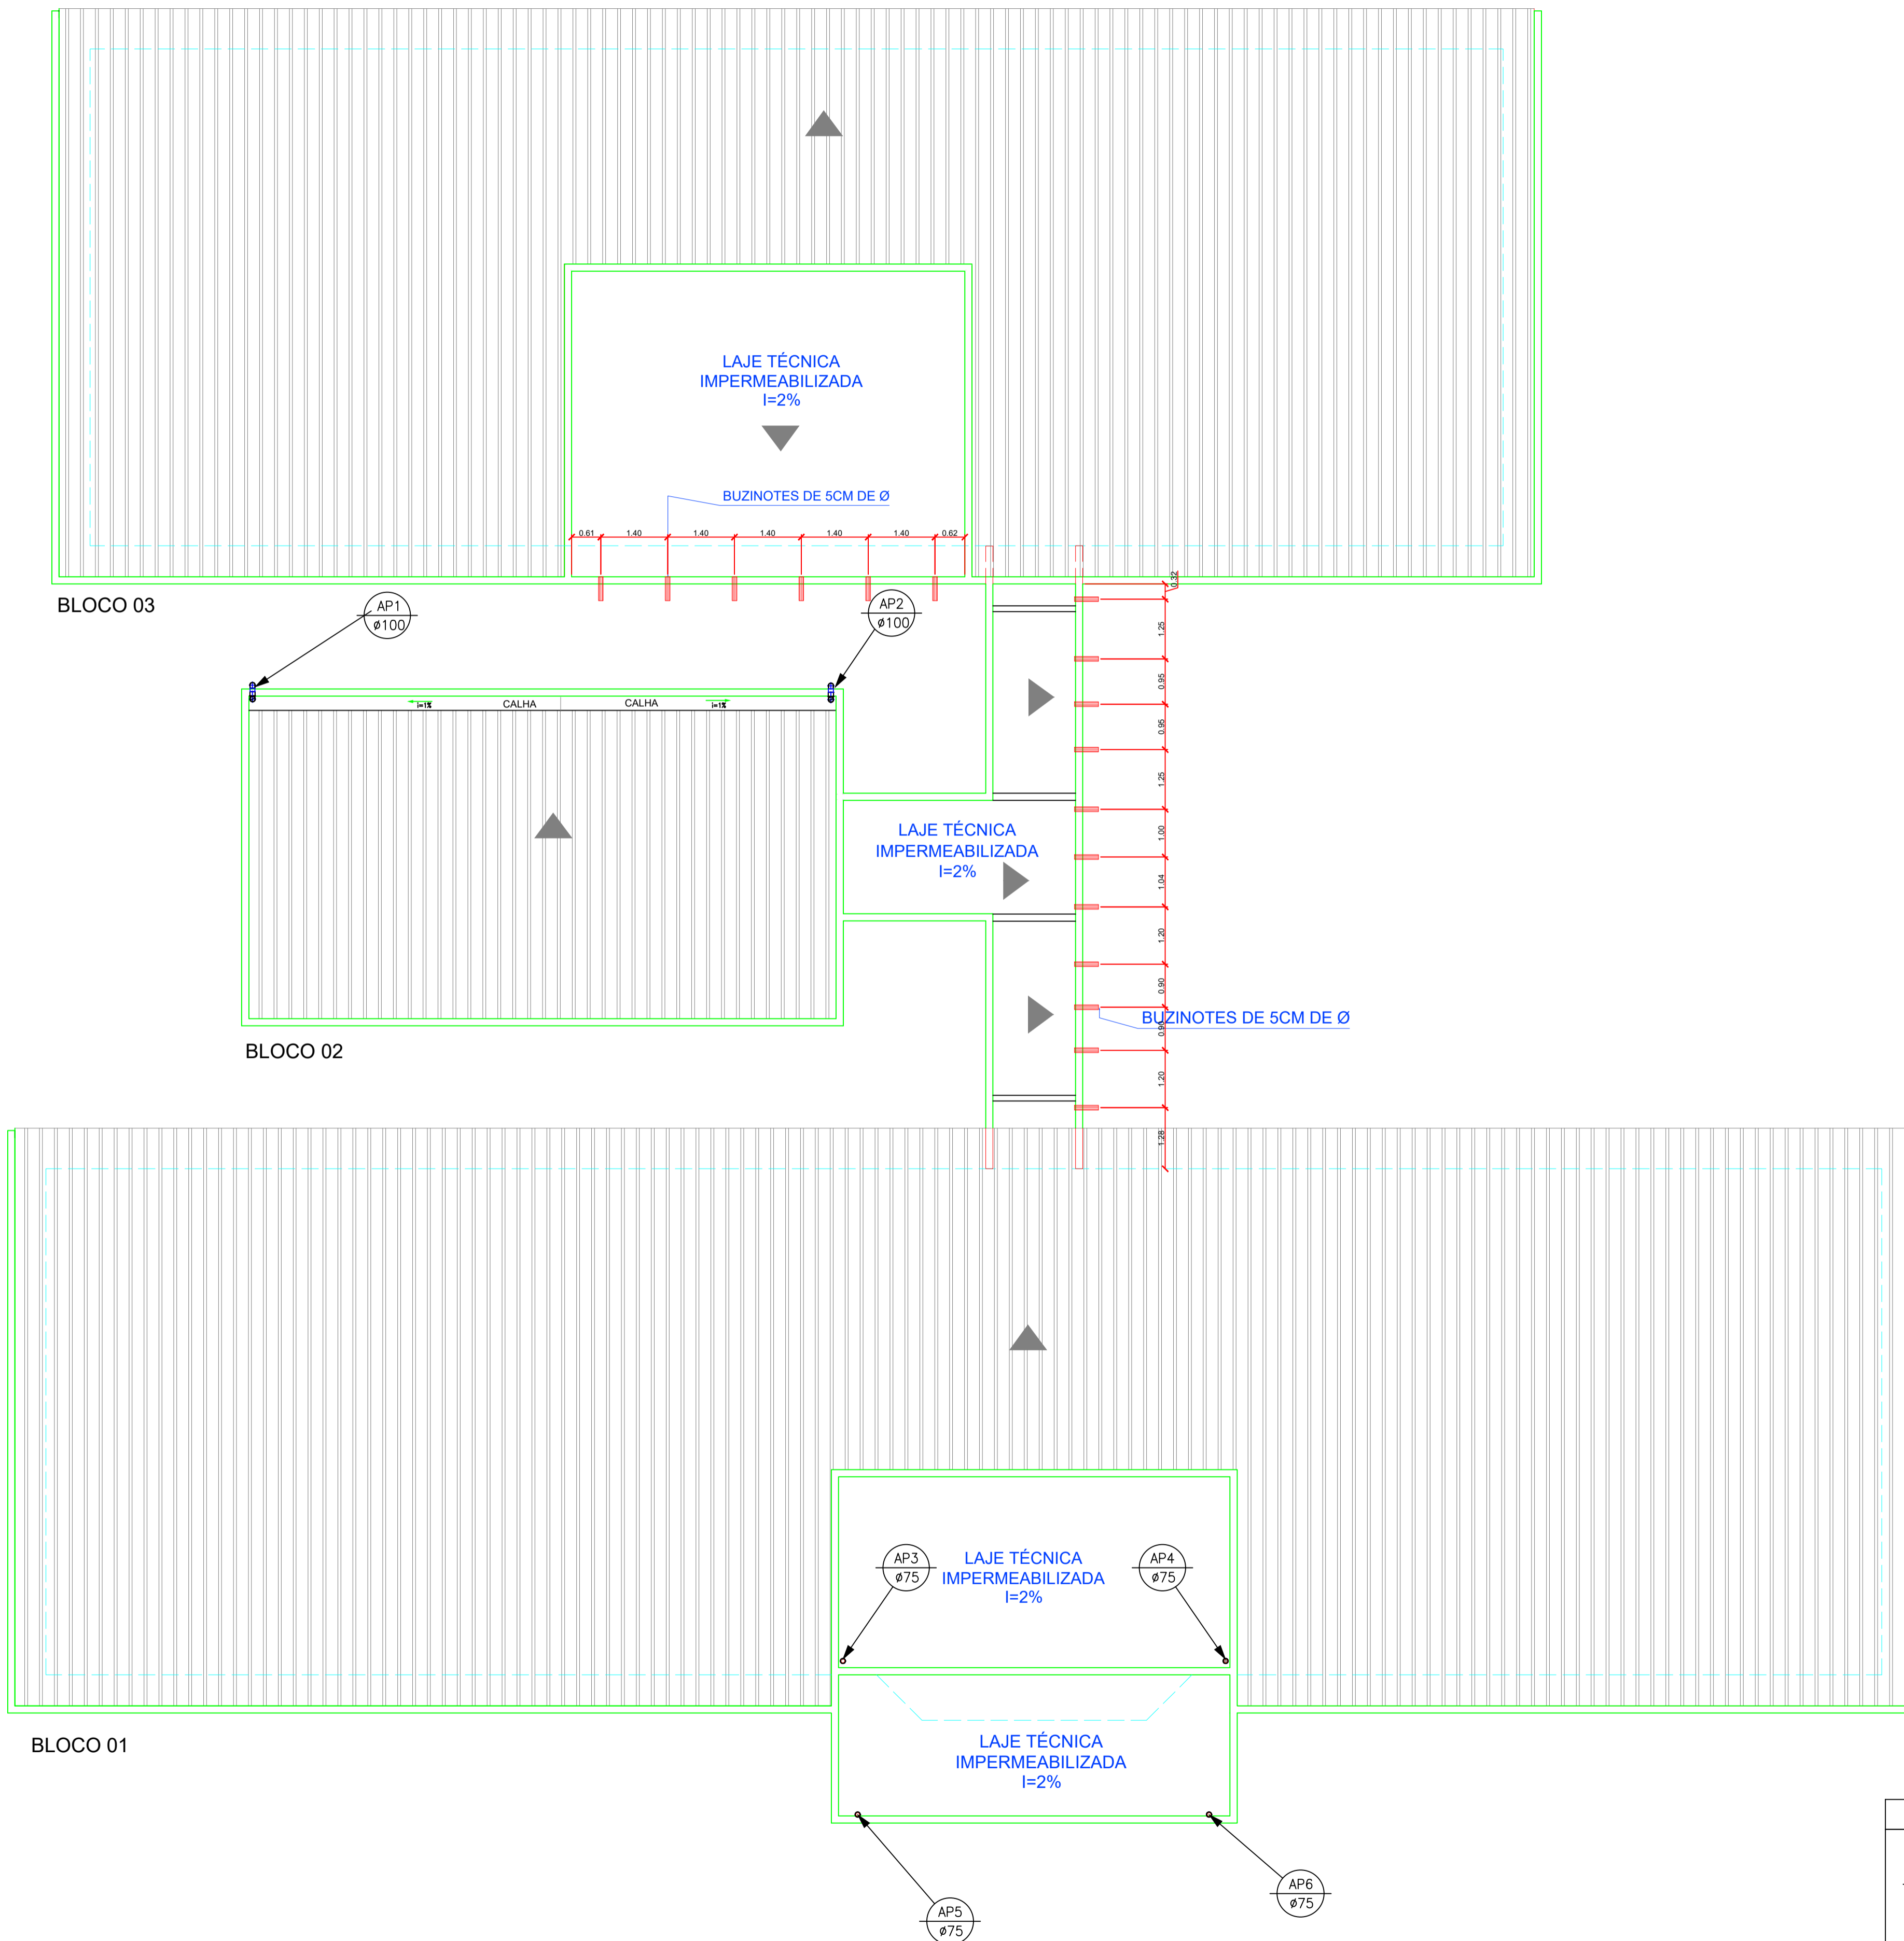 LAJE TÉCNICA
IMPERMEABILIZADA
I=2%
BUZINOTES DE 5CM DE Ø
0.61
1.40
1.40
1.40
1.40
1.40
0.62
BLOCO 03
AP1
ø100
AP2
ø100
0.32
1.25
0.95
0.95
1.25
1.00
1.04
1.20
0.90
0.90
1.20
1.28
i=1%
CALHA
CALHA
i=1%
LAJE TÉCNICA
IMPERMEABILIZADA
I=2%
BUZINOTES DE 5CM DE Ø
BLOCO 02
AP3
ø75
LAJE TÉCNICA
IMPERMEABILIZADA
I=2%
AP4
ø75
BLOCO 01
LAJE TÉCNICA
IMPERMEABILIZADA
I=2%
AP5
ø75
AP6
ø75